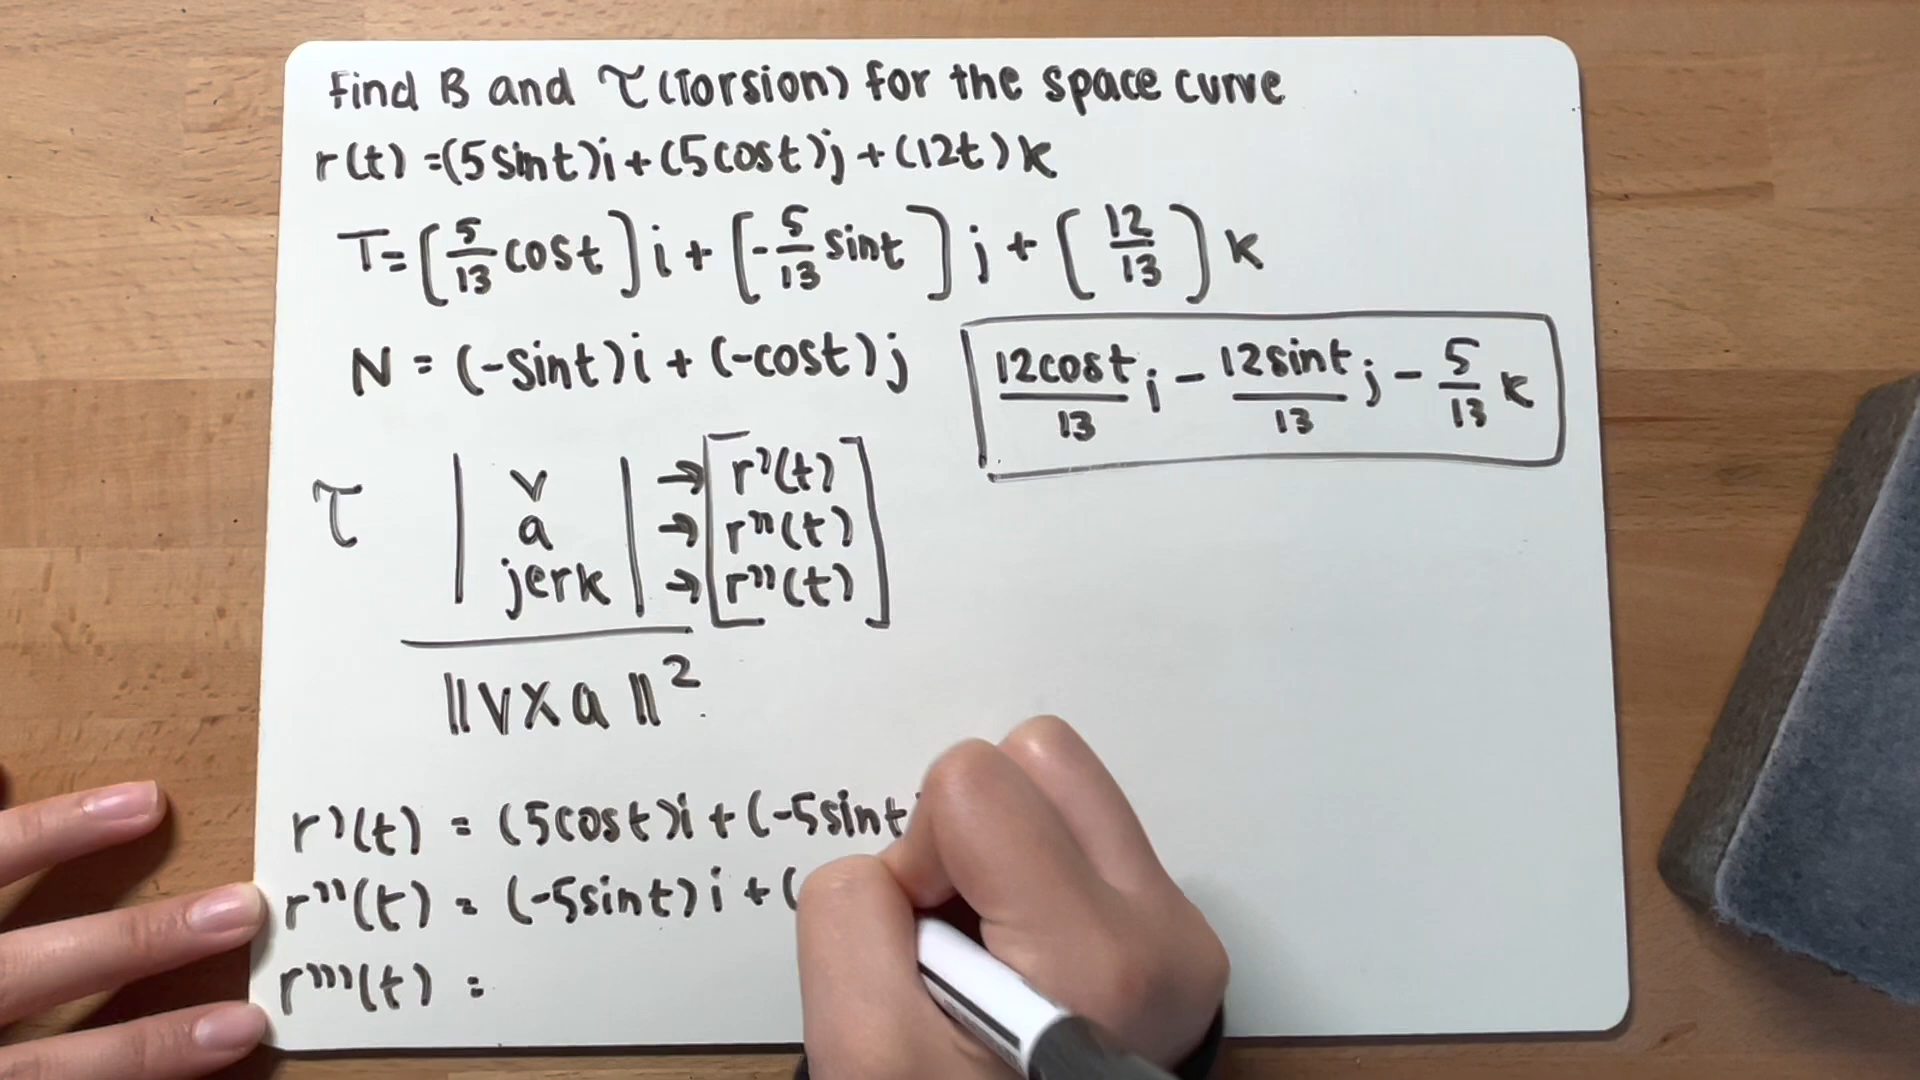 Find B and τ (Torsion) for the space curve
r(t) =(5sint)i+(5cost)j+(12t)k
T=[5/13 cost]i+[-5/13 sint]j+[12/13]k
N = (-sint)i + (-cost)j
12cost/13 i - 12sint/13 j - 5/13 k
τ
| v | → [r'(t)]
| a | → [r''(t)]
| jerk | → [r''(t)]
||v×a||²
r'(t) = (5cost)i+(-5sint
r''(t) = (-5sint)i+(
r'''(t) =